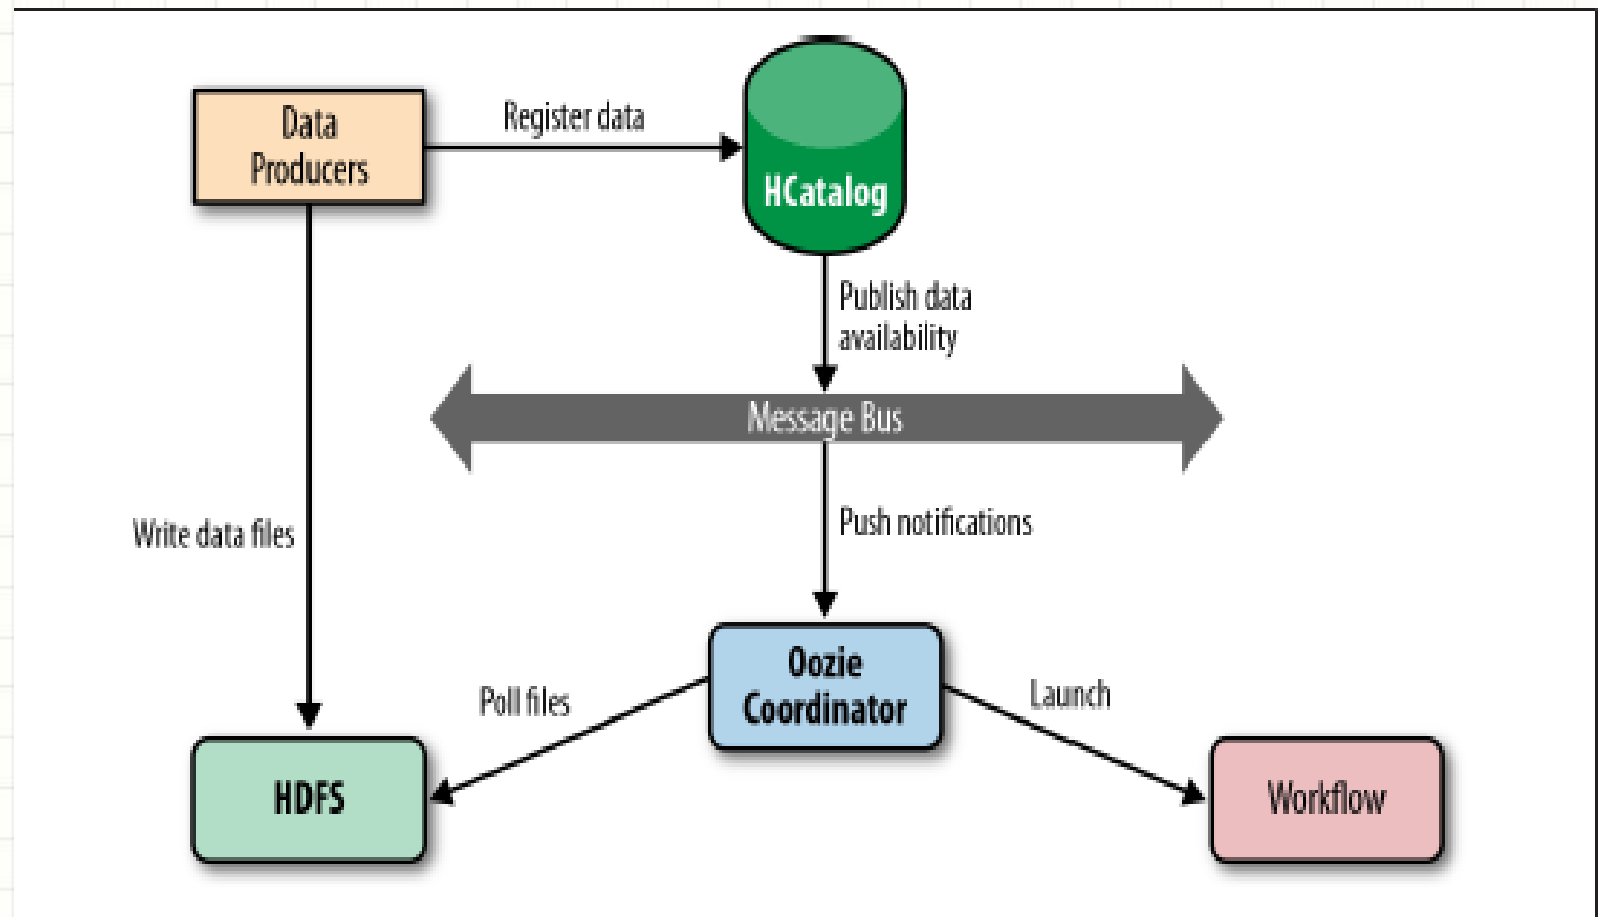 Data
Producers
Register data
HCatalog
Publish data
availability
Message Bus
Write data files
Push notifications
Oozie
Coordinator
Poll files
Launch
HDFS
Workflow